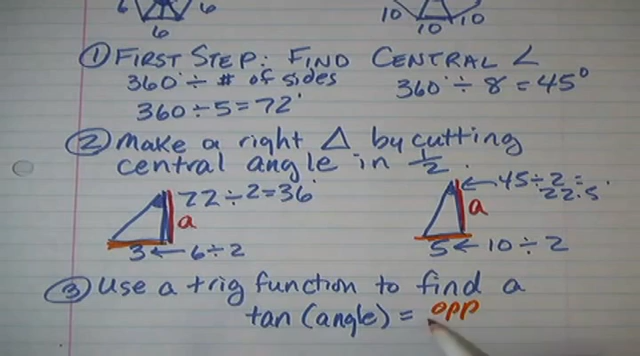 6 6
6
10 10
10
① First Step: Find Central ∠
360° ÷ # of sides
360 ÷ 5 = 72°
360° ÷ 8 = 45°
② Make a right △ by cutting
central angle in 1/2.
72 ÷ 2 = 36°
a
3 ← 6 ÷ 2
← 45 ÷ 2 =
22.5°
a
5 ← 10 ÷ 2
③ Use a trig function to find a
tan (angle) = opp